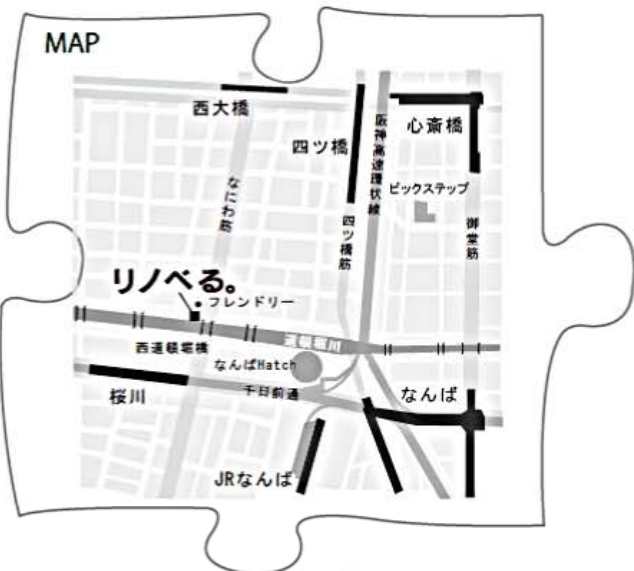 MAP
西大橋
四ツ橋
阪神高速環状線
心斎橋
ビックステップ
なにわ筋
四ツ橋筋
御堂筋
リノベる。
フレンドリー
道頓堀川
西道頓堀橋
なんばHatch
千日前通
桜川
なんば
JRなんば